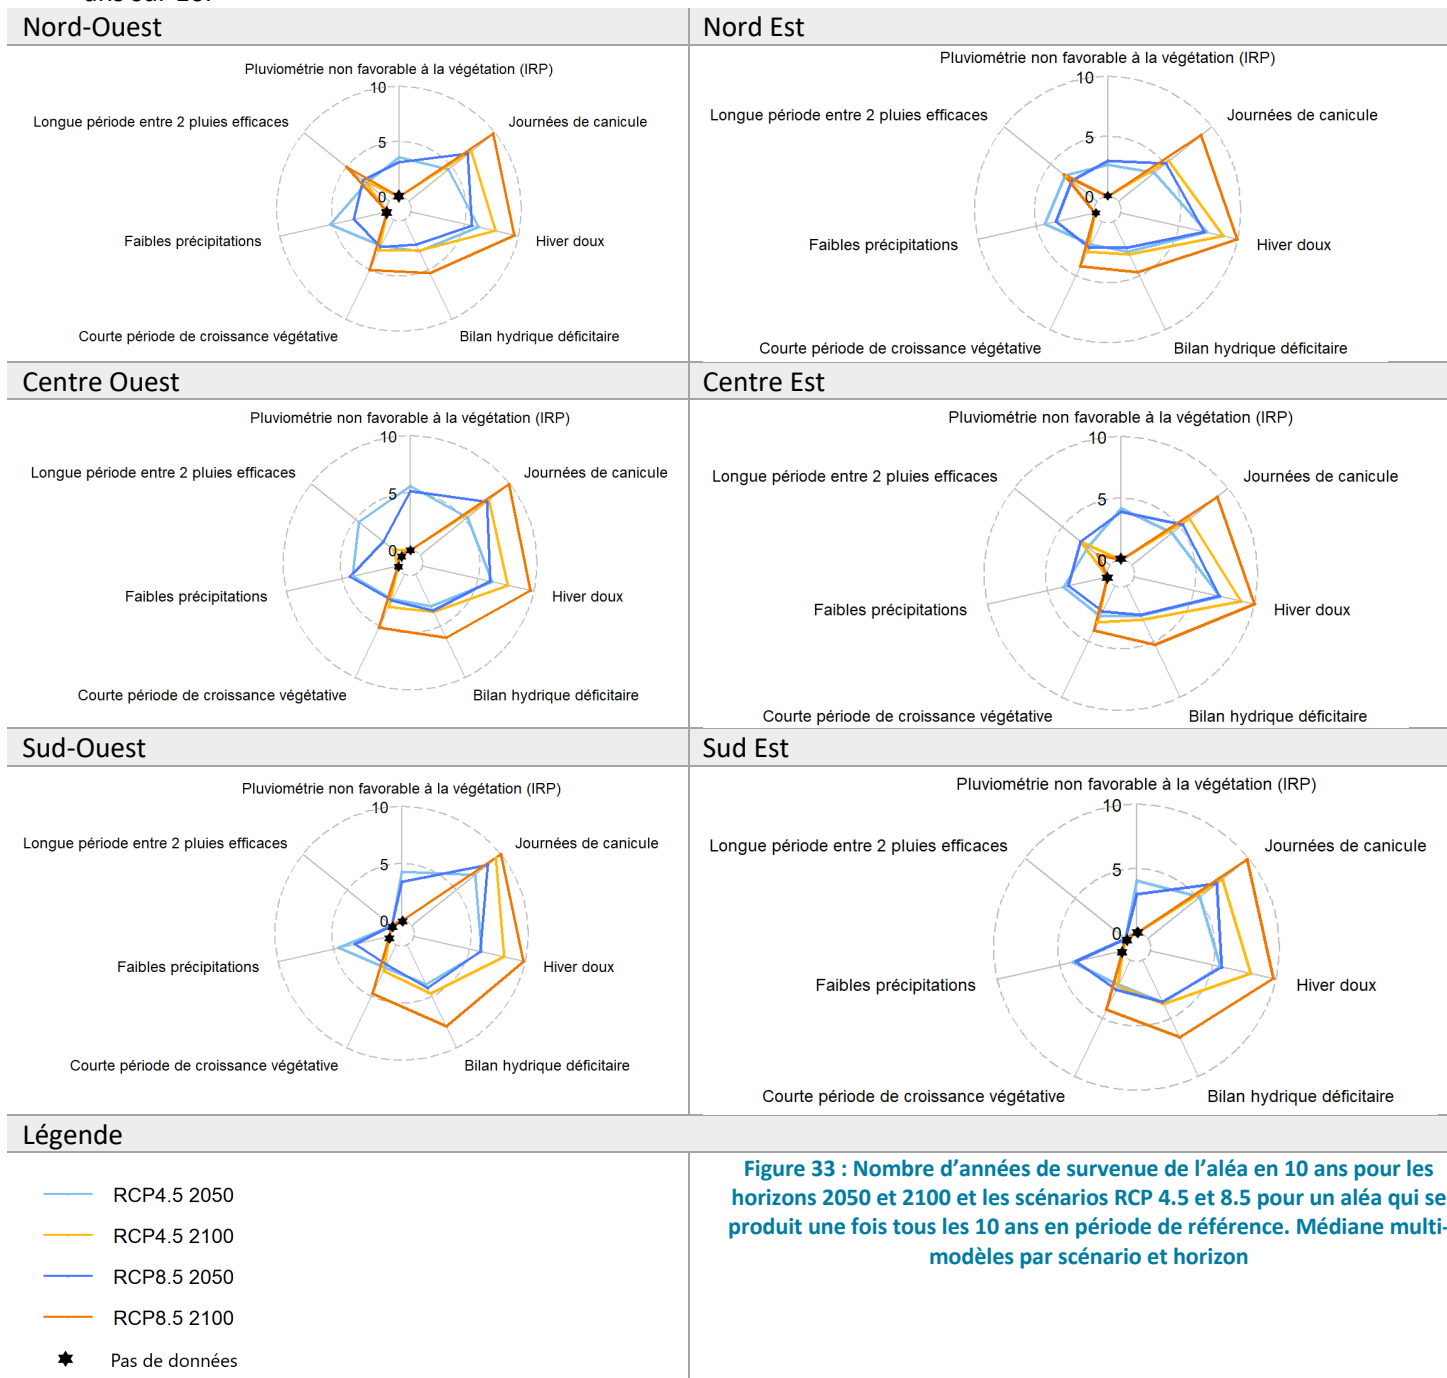 Nord-Ouest
Nord Est
Pluviométrie non favorable à la végétation (IRP)
10
Longue période entre 2 pluies efficaces
Journées de canicule
5
0
Faibles précipitations
Hiver doux
Courte période de croissance végétative
Bilan hydrique déficitaire
Pluviométrie non favorable à la végétation (IRP)
10
Longue période entre 2 pluies efficaces
Journées de canicule
5
0
Faibles précipitations
Hiver doux
Courte période de croissance végétative
Bilan hydrique déficitaire
Centre Ouest
Centre Est
Pluviométrie non favorable à la végétation (IRP)
10
Longue période entre 2 pluies efficaces
Journées de canicule
5
0
Faibles précipitations
Hiver doux
Courte période de croissance végétative
Bilan hydrique déficitaire
Pluviométrie non favorable à la végétation (IRP)
10
Longue période entre 2 pluies efficaces
Journées de canicule
5
0
Faibles précipitations
Hiver doux
Courte période de croissance végétative
Bilan hydrique déficitaire
Sud-Ouest
Sud Est
Pluviométrie non favorable à la végétation (IRP)
10
Longue période entre 2 pluies efficaces
Journées de canicule
5
0
Faibles précipitations
Hiver doux
Courte période de croissance végétative
Bilan hydrique déficitaire
Pluviométrie non favorable à la végétation (IRP)
10
Longue période entre 2 pluies efficaces
Journées de canicule
5
0
Faibles précipitations
Hiver doux
Courte période de croissance végétative
Bilan hydrique déficitaire
Légende
RCP4.5 2050
RCP4.5 2100
RCP8.5 2050
RCP8.5 2100
Pas de données
Figure 33 : Nombre d'années de survenue de l'aléa en 10 ans pour les
horizons 2050 et 2100 et les scénarios RCP 4.5 et 8.5 pour un aléa qui se
produit une fois tous les 10 ans en période de référence. Médiane multi-
modèles par scénario et horizon